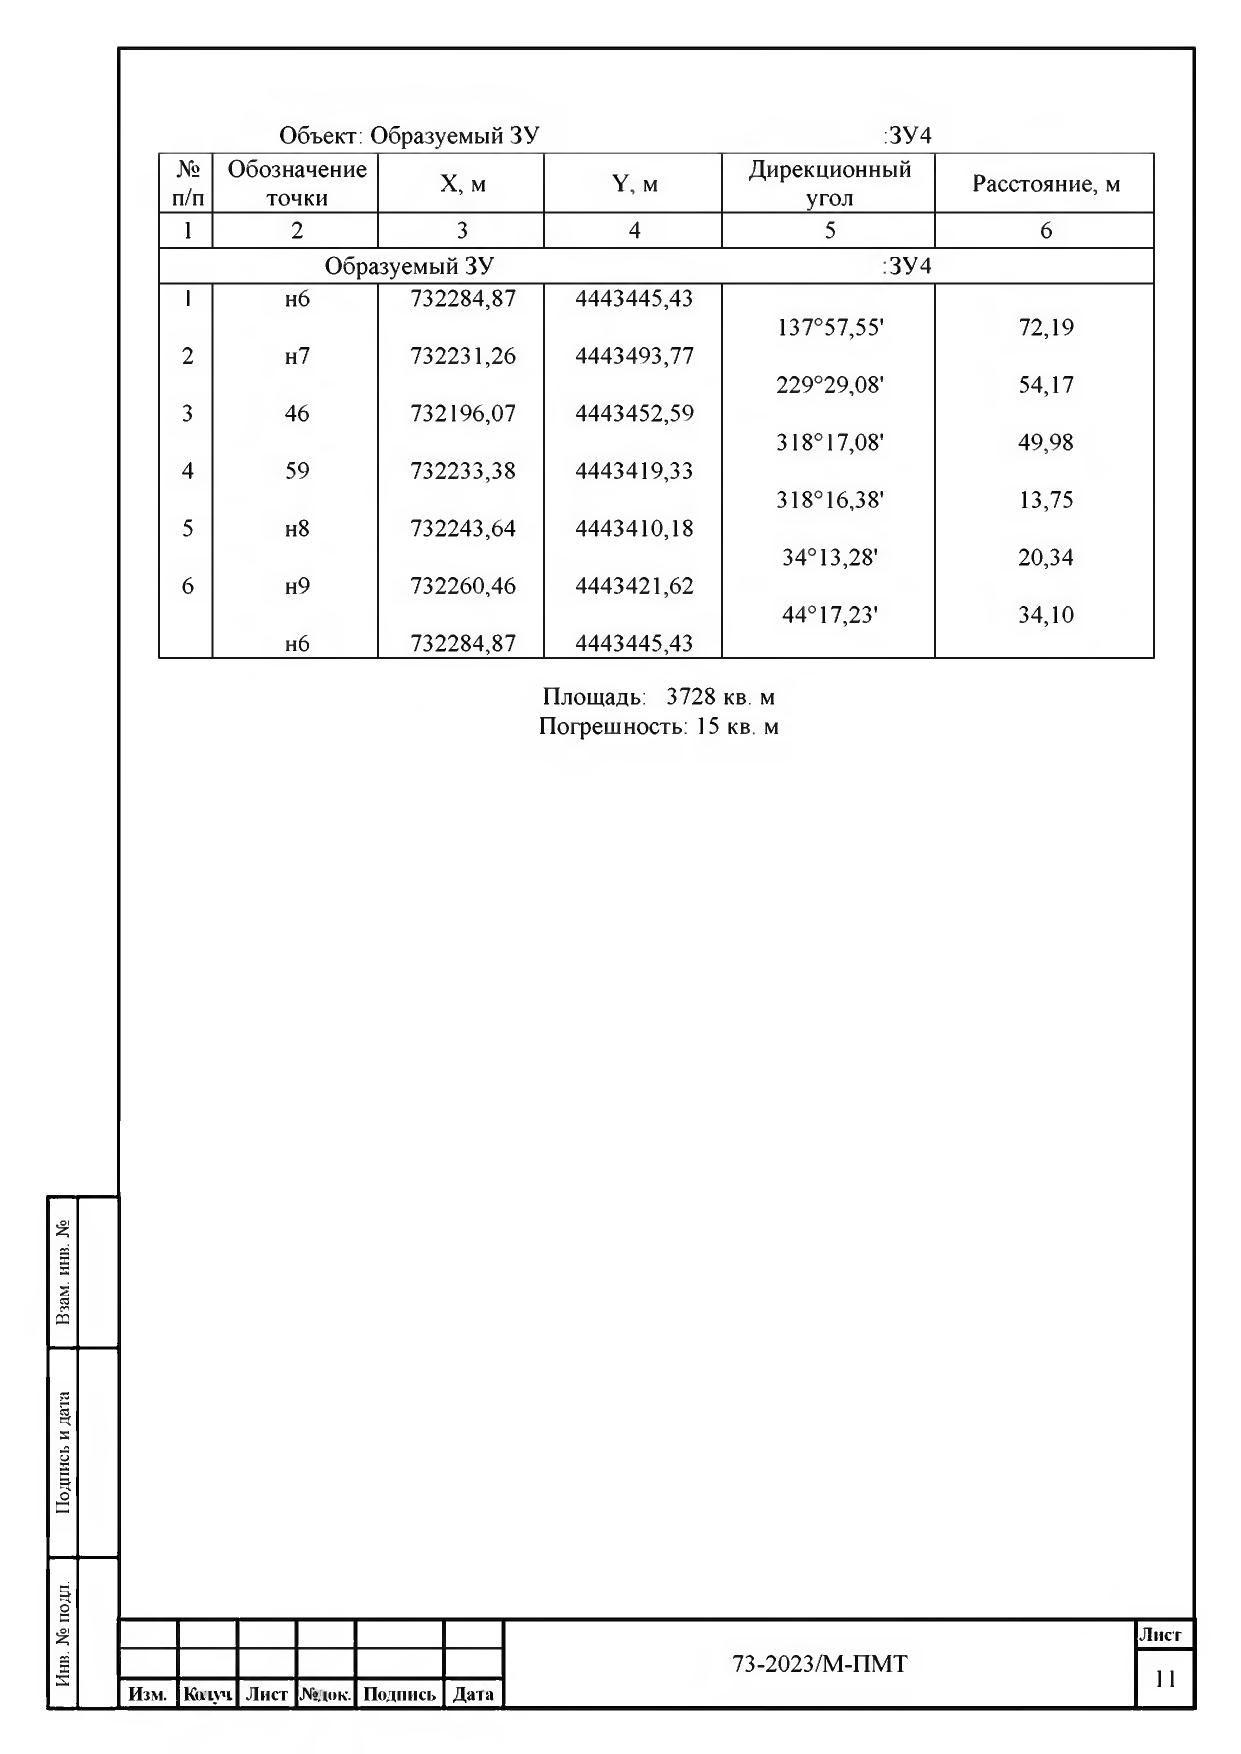 Объект: Образуемый ЗУ :ЗУ4
№ п/п Обозначение точки X, м Y, м Дирекционный угол Расстояние, м
1 2 3 4 5 6
Образуемый ЗУ :ЗУ4
1 н6 732284,87 4443445,43
137°57,55' 72,19
2 н7 732231,26 4443493,77
229°29,08' 54,17
3 46 732196,07 4443452,59
318°17,08' 49,98
4 59 732233,38 4443419,33
318°16,38' 13,75
5 н8 732243,64 4443410,18
34°13,28' 20,34
6 н9 732260,46 4443421,62
44°17,23' 34,10
н6 732284,87 4443445,43
Площадь: 3728 кв. м
Погрешность: 15 кв. м
Взам. инв. №
Подпись и дата
Инв. № подл.
Изм. Кол.уч. Лист №док. Подпись Дата
73-2023/М-ПМТ
Лист
11